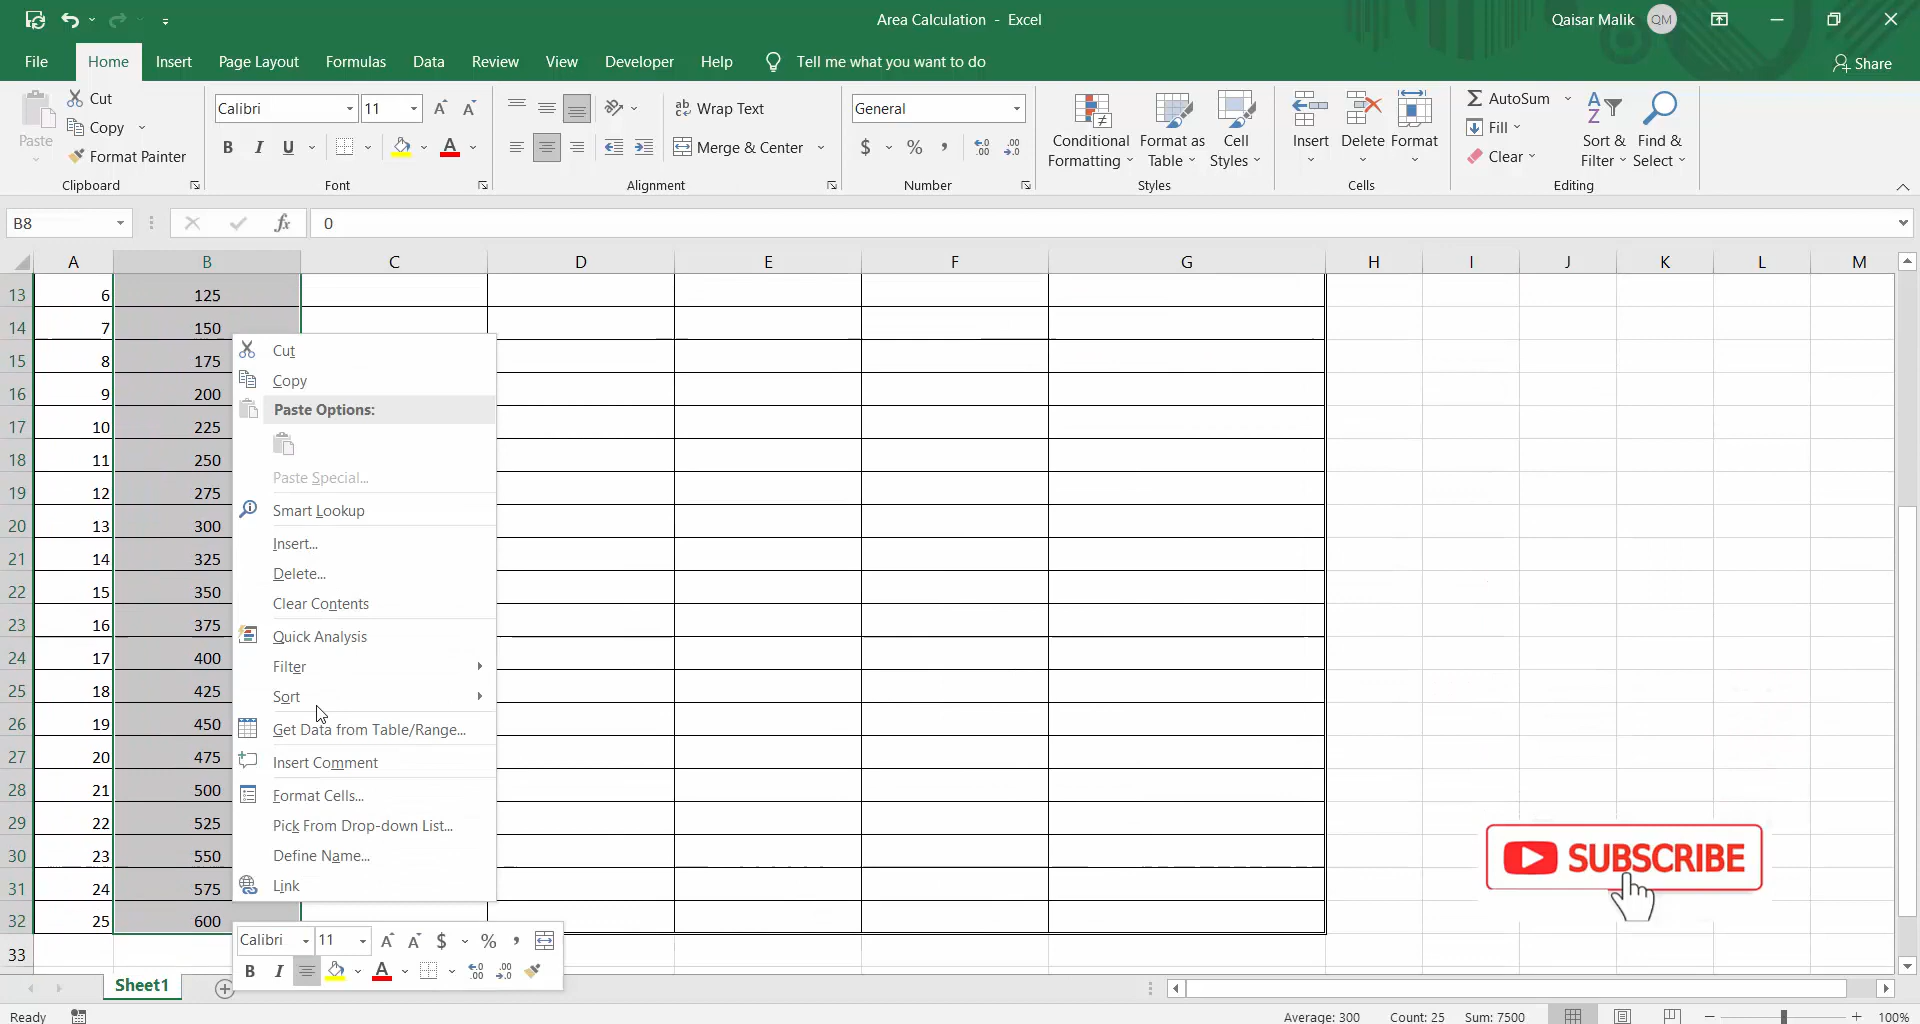 Area Calculation - Excel
Qaisar Malik QM
File Home Insert Page Layout Formulas Data Review View Developer Help Tell me what you want to do Share
Paste
Cut
Copy
Format Painter
Clipboard
Calibri 11
B I U
Font
Wrap Text
Merge & Center
Alignment
General
$ % ,
Number
Conditional Formatting
Format as Table
Cell Styles
Styles
Insert Delete Format
Cells
AutoSum
Fill
Clear
Sort & Filter
Find & Select
Editing
B8 fx 0
A B C D E F G H I J K L M
13 6 125
14 7 150
15 8 175
16 9 200
17 10 225
18 11 250
19 12 275
20 13 300
21 14 325
22 15 350
23 16 375
24 17 400
25 18 425
26 19 450
27 20 475
28 21 500
29 22 525
30 23 550
31 24 575
32 25 600
33
Cut
Copy
Paste Options:
Paste Special...
Smart Lookup
Insert...
Delete...
Clear Contents
Quick Analysis
Filter
Sort
Get Data from Table/Range...
Insert Comment
Format Cells...
Pick From Drop-down List...
Define Name...
Link
Calibri 11 A A $ % ,
B I A
SUBSCRIBE
Sheet1
Ready Average: 300 Count: 25 Sum: 7500 100%